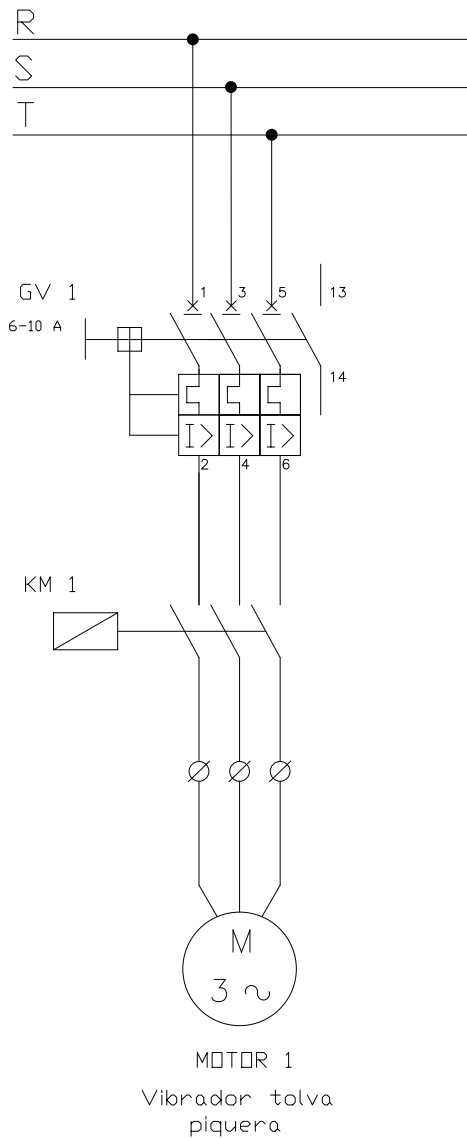 R
S
T
GV 1
1 3 5 13
6-10 A
14
I> I> I>
2 4 6
KM 1
M
3 ~
MOTOR 1
Vibrador tolva
piquera